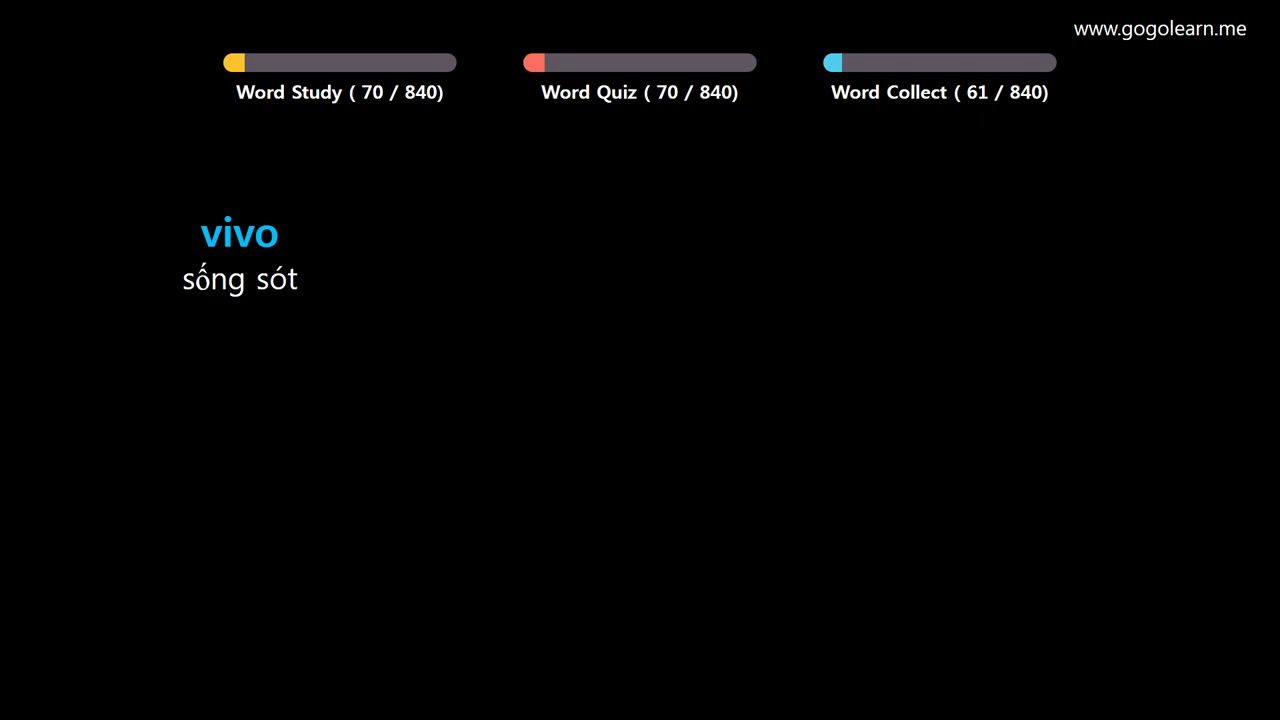 www.gogolearn.me
Word Study ( 70 / 840)
Word Quiz ( 70 / 840)
Word Collect ( 61 / 840)
vivo
sống sót